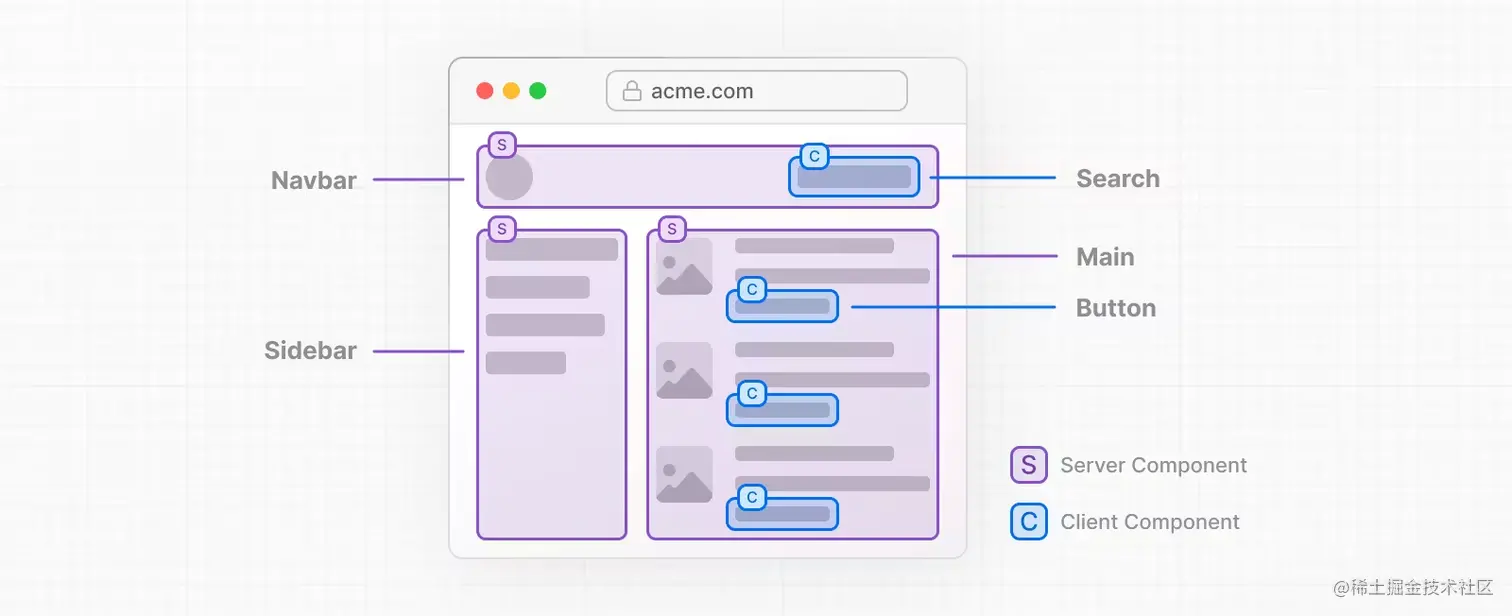 acme.com
S
C
Navbar
Search
S
S
Main
C
Button
Sidebar
C
S Server Component
C
C Client Component
@稀土掘金技术社区